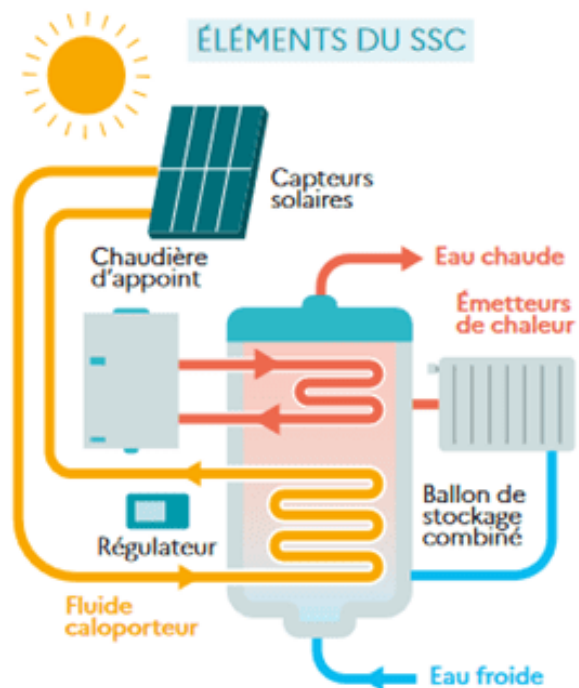 ÉLÉMENTS DU SSC
Capteurs
solaires
Chaudière
d'appoint
Eau chaude
Émetteurs
de chaleur
Ballon de
stockage
combiné
Régulateur
Fluide
caloporteur
Eau froide